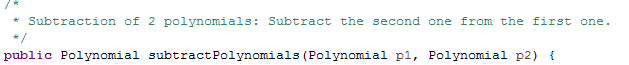 /*
 * Subtraction of 2 polynomials: Subtract the second one from the first one.
 */
public Polynomial subtractPolynomials(Polynomial p1, Polynomial p2) {